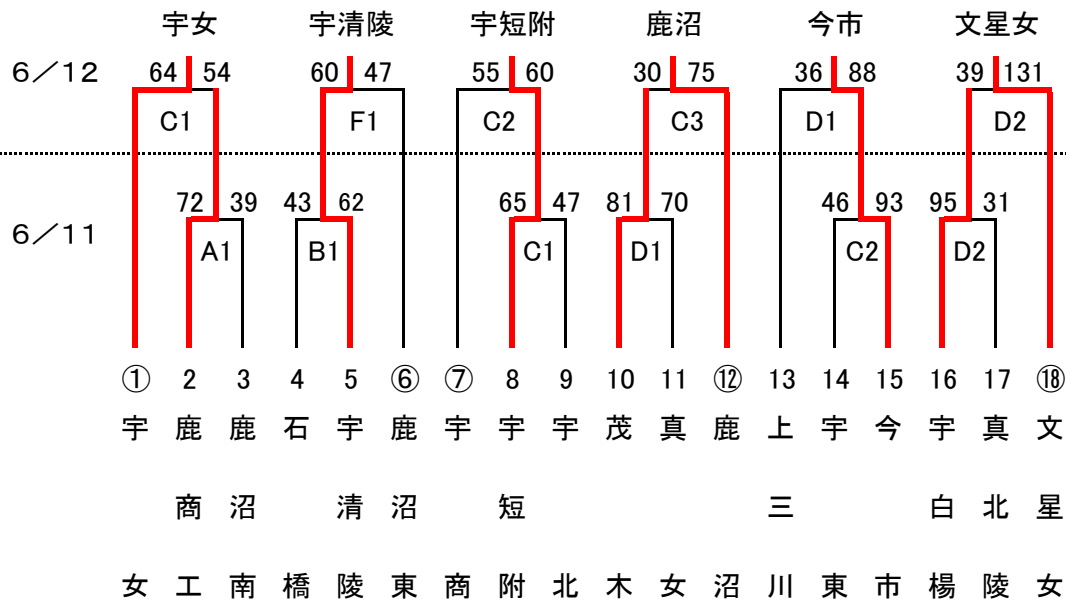 宇女 宇清陵 宇短附 鹿沼 今市 文星女
6／12 64 54 60 47 55 60 30 75 36 88 39 131
C1 F1 C2 C3 D1 D2
72 39 43 62 65 47 81 70 46 93 95 31
6／11
A1 B1 C1 D1 C2 D2
① 2 3 4 5 ⑥ ⑦ 8 9 10 11 ⑫ 13 14 15 16 17 ⑱
宇女
鹿商工
鹿沼南
石橋
宇清陵
鹿沼東
宇商
宇短附
宇北
茂木
真女
鹿沼
上三川
宇東
今市
宇白楊
真北陵
文星女